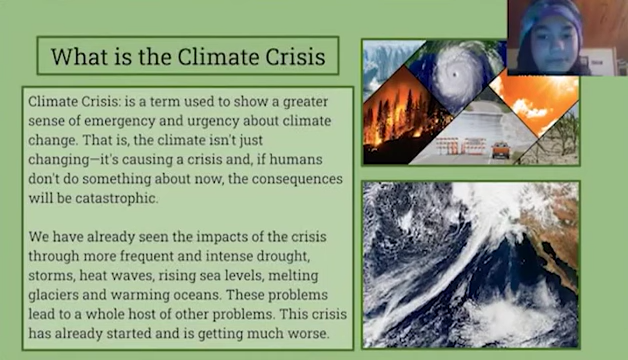 What is the Climate Crisis
Climate Crisis: is a term used to show a greater
sense of emergency and urgency about climate
change. That is, the climate isn't just
changing—it's causing a crisis and, if humans
don't do something about now, the consequences
will be catastrophic.
We have already seen the impacts of the crisis
through more frequent and intense drought,
storms, heat waves, rising sea levels, melting
glaciers and warming oceans. These problems
lead to a whole host of other problems. This crisis
has already started and is getting much worse.